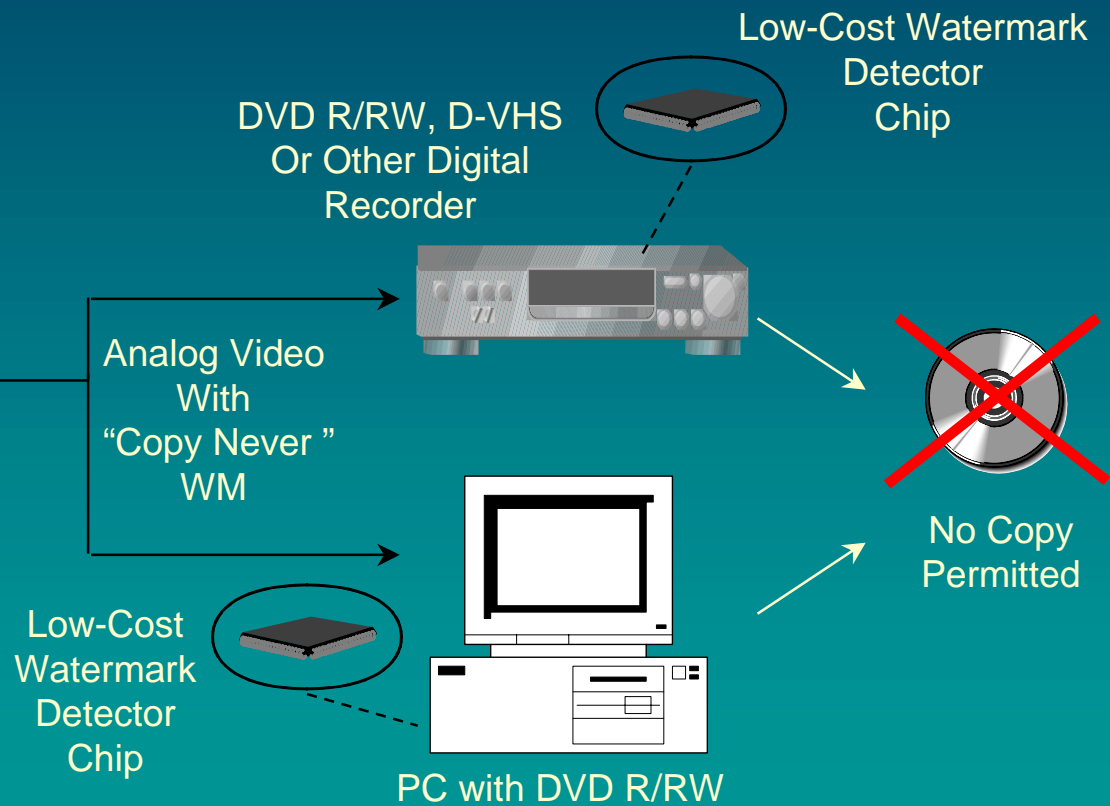 Low-Cost Watermark
Detector
Chip
DVD R/RW, D-VHS
Or Other Digital
Recorder
Analog Video
With
“Copy Never ”
WM
No Copy
Permitted
Low-Cost
Watermark
Detector
Chip
PC with DVD R/RW